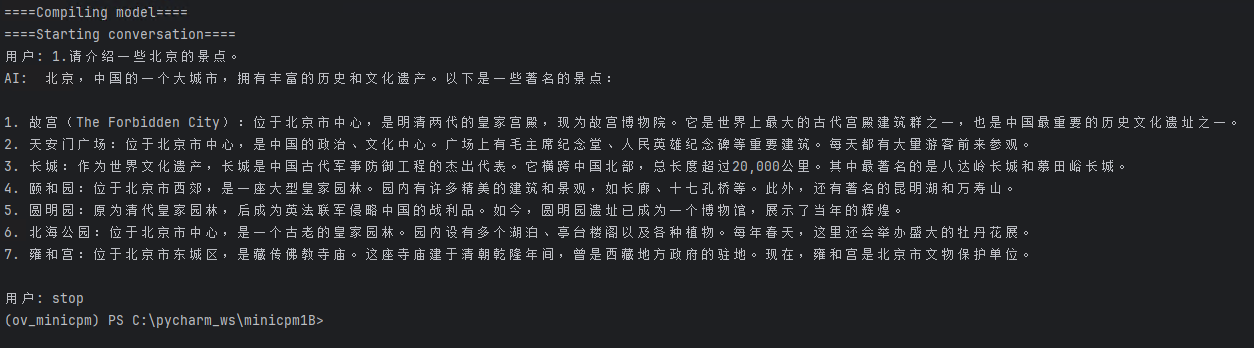 ====Compiling model====
====Starting conversation====
用户: 1.请介绍一些北京的景点。
AI:  北京，中国的一个大城市，拥有丰富的历史和文化遗产。以下是一些著名的景点：
1. 故宫（The Forbidden City）：位于北京市中心，是明清两代的皇家宫殿，现为故宫博物院。它是世界上最大的古代宫殿建筑群之一，也是中国最重要的历史文化遗址之一。
2. 天安门广场：位于北京市中心，是中国的政治、文化中心。广场上有毛主席纪念堂、人民英雄纪念碑等重要建筑。每天都有大量游客前来参观。
3. 长城：作为世界文化遗产，长城是中国古代军事防御工程的杰出代表。它横跨中国北部，总长度超过20,000公里。其中最著名的是八达岭长城和慕田峪长城。
4. 颐和园：位于北京市西郊，是一座大型皇家园林。园内有许多精美的建筑和景观，如长廊、十七孔桥等。此外，还有著名的昆明湖和万寿山。
5. 圆明园：原为清代皇家园林，后成为英法联军侵略中国的战利品。如今，圆明园遗址已成为一个博物馆，展示了当年的辉煌。
6. 北海公园：位于北京市中心，是一个古老的皇家园林。园内设有多个湖泊、亭台楼阁以及各种植物。每年春天，这里还会举办盛大的牡丹花展。
7. 雍和宫：位于北京市东城区，是藏传佛教寺庙。这座寺庙建于清朝乾隆年间，曾是西藏地方政府的驻地。现在，雍和宫是北京市文物保护单位。
用户: stop
(ov_minicpm) PS C:\pycharm_ws\minicpm1B>